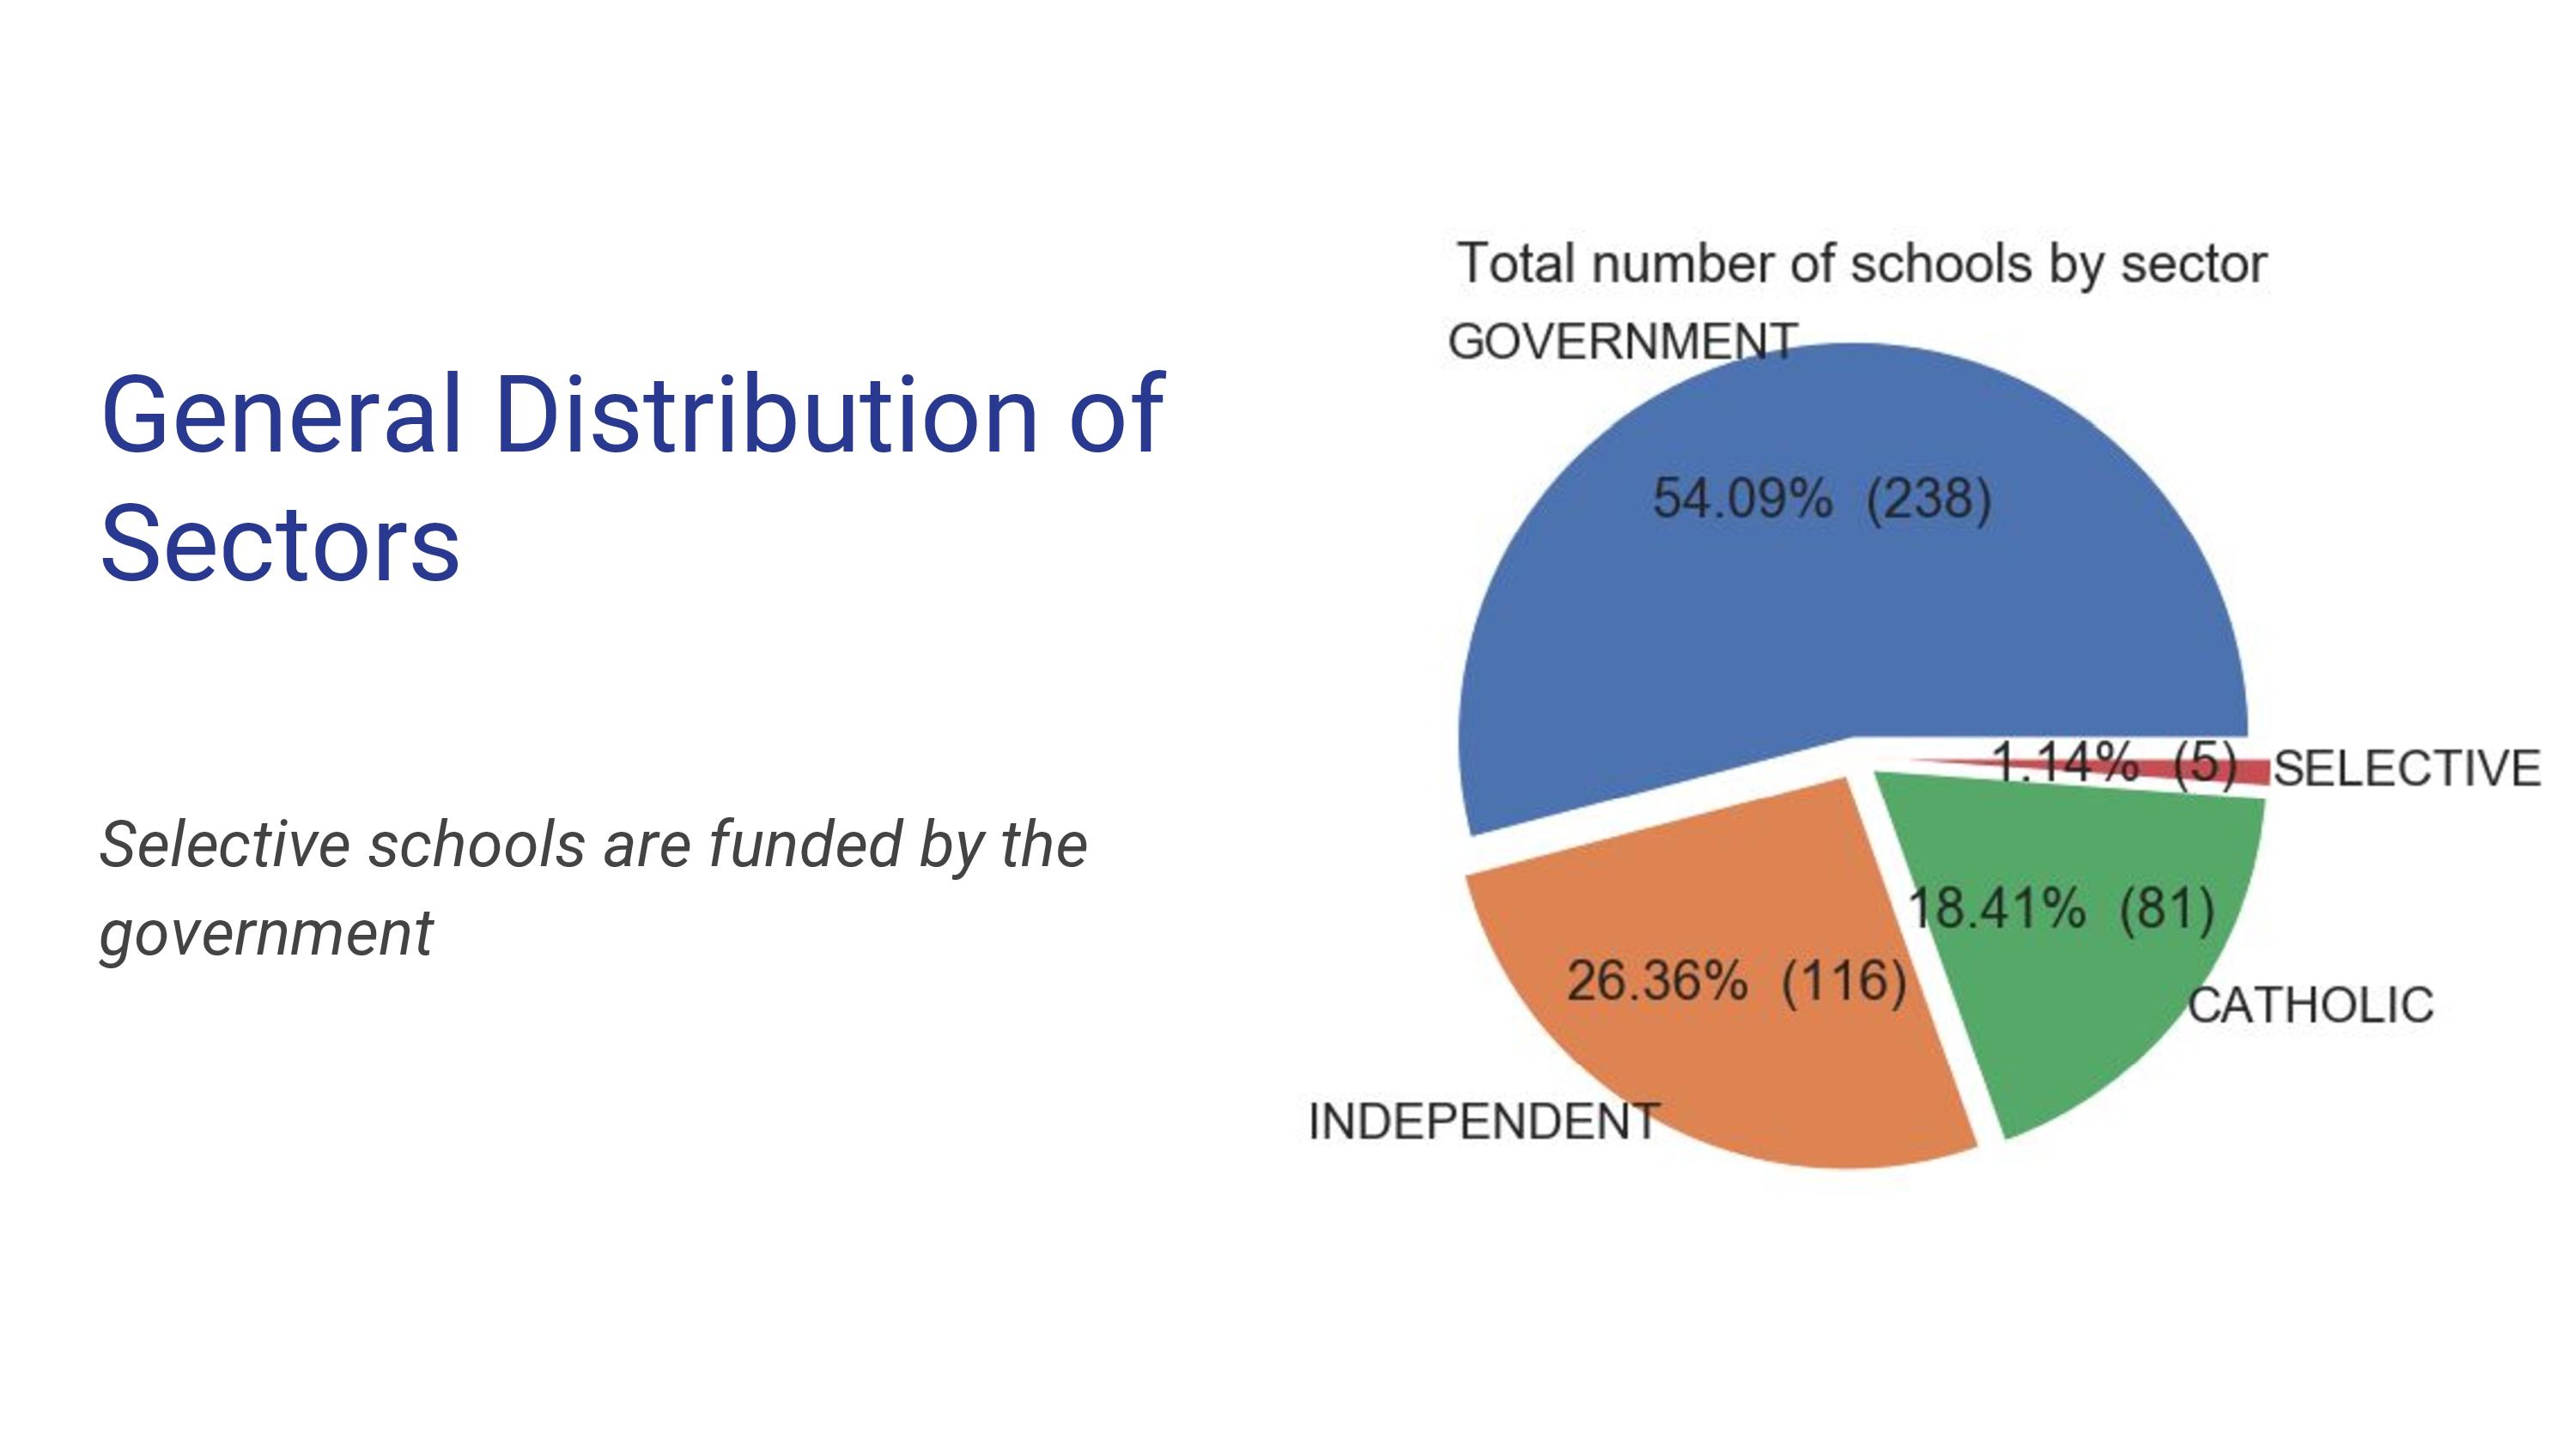 General Distribution of
Sectors
Selective schools are funded by the
government
Total number of schools by sector
GOVERNMENT
54.09% (238)
1.14% (5)
SELECTIVE
18.41% (81)
26.36% (116)
CATHOLIC
INDEPENDENT